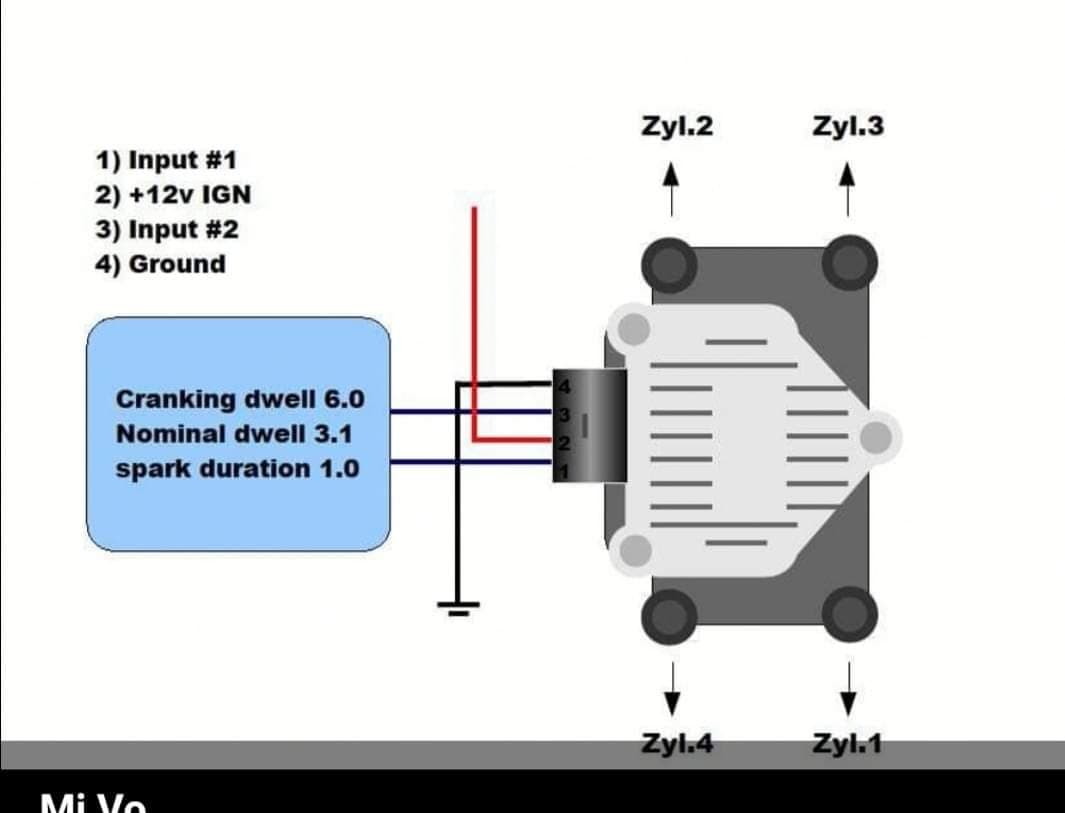 Zyl.2 Zyl.3
1) Input #1
2) +12v IGN
3) Input #2
4) Ground
Cranking dwell 6.0
Nominal dwell 3.1
spark duration 1.0
4
3
2
1
Zyl.4 Zyl.1
Mi Vo